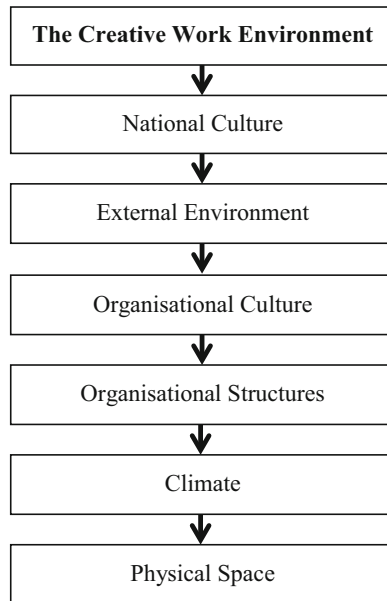 The Creative Work Environment
National Culture
External Environment
Organisational Culture
Organisational Structures
Climate
Physical Space